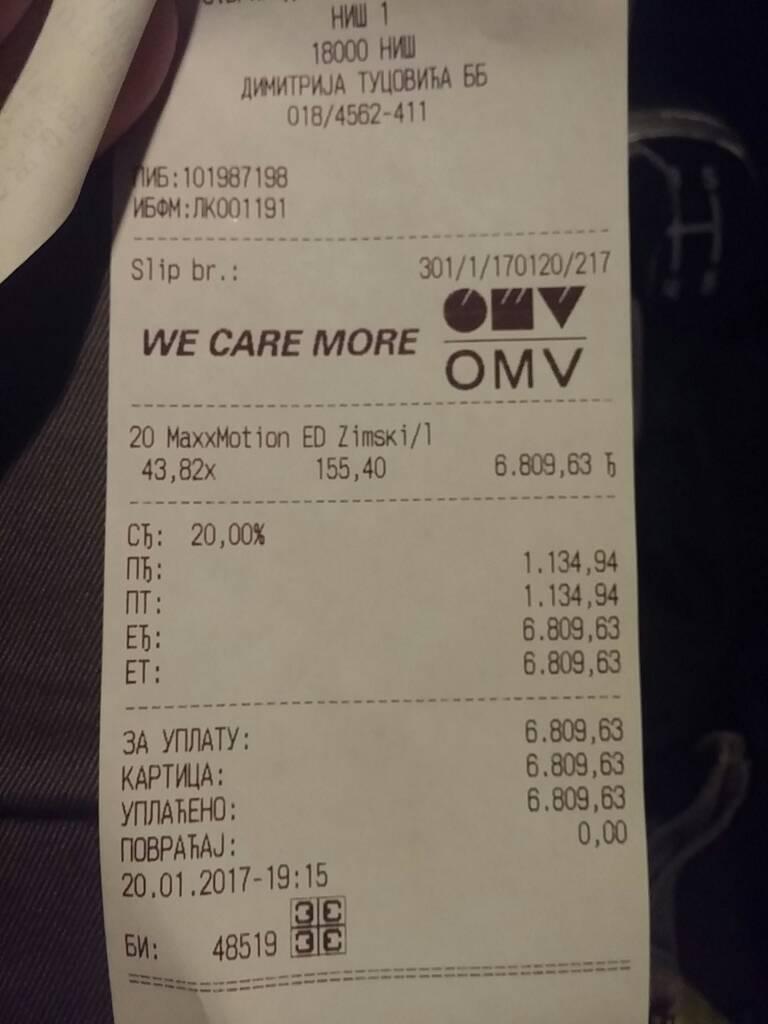 НИШ 1
18000 НИШ
ДИМИТРИЈА ТУЦОВИЋА ББ
018/4562-411
ПИБ:101987198
ИБФМ:ЛК001191
Slip br.: 301/1/170120/217
WE CARE MORE OMV
OMV
20 MaxxMotion ED Zimski/l
43,82x 155,40 6.809,63 Ђ
СЂ: 20,00%
ПЂ: 1.134,94
ПТ: 1.134,94
ЕЂ: 6.809,63
ЕТ: 6.809,63
ЗА УПЛАТУ: 6.809,63
КАРТИЦА: 6.809,63
УПЛАЋЕНО: 6.809,63
ПОВРАЋАЈ: 0,00
20.01.2017-19:15
БИ: 48519